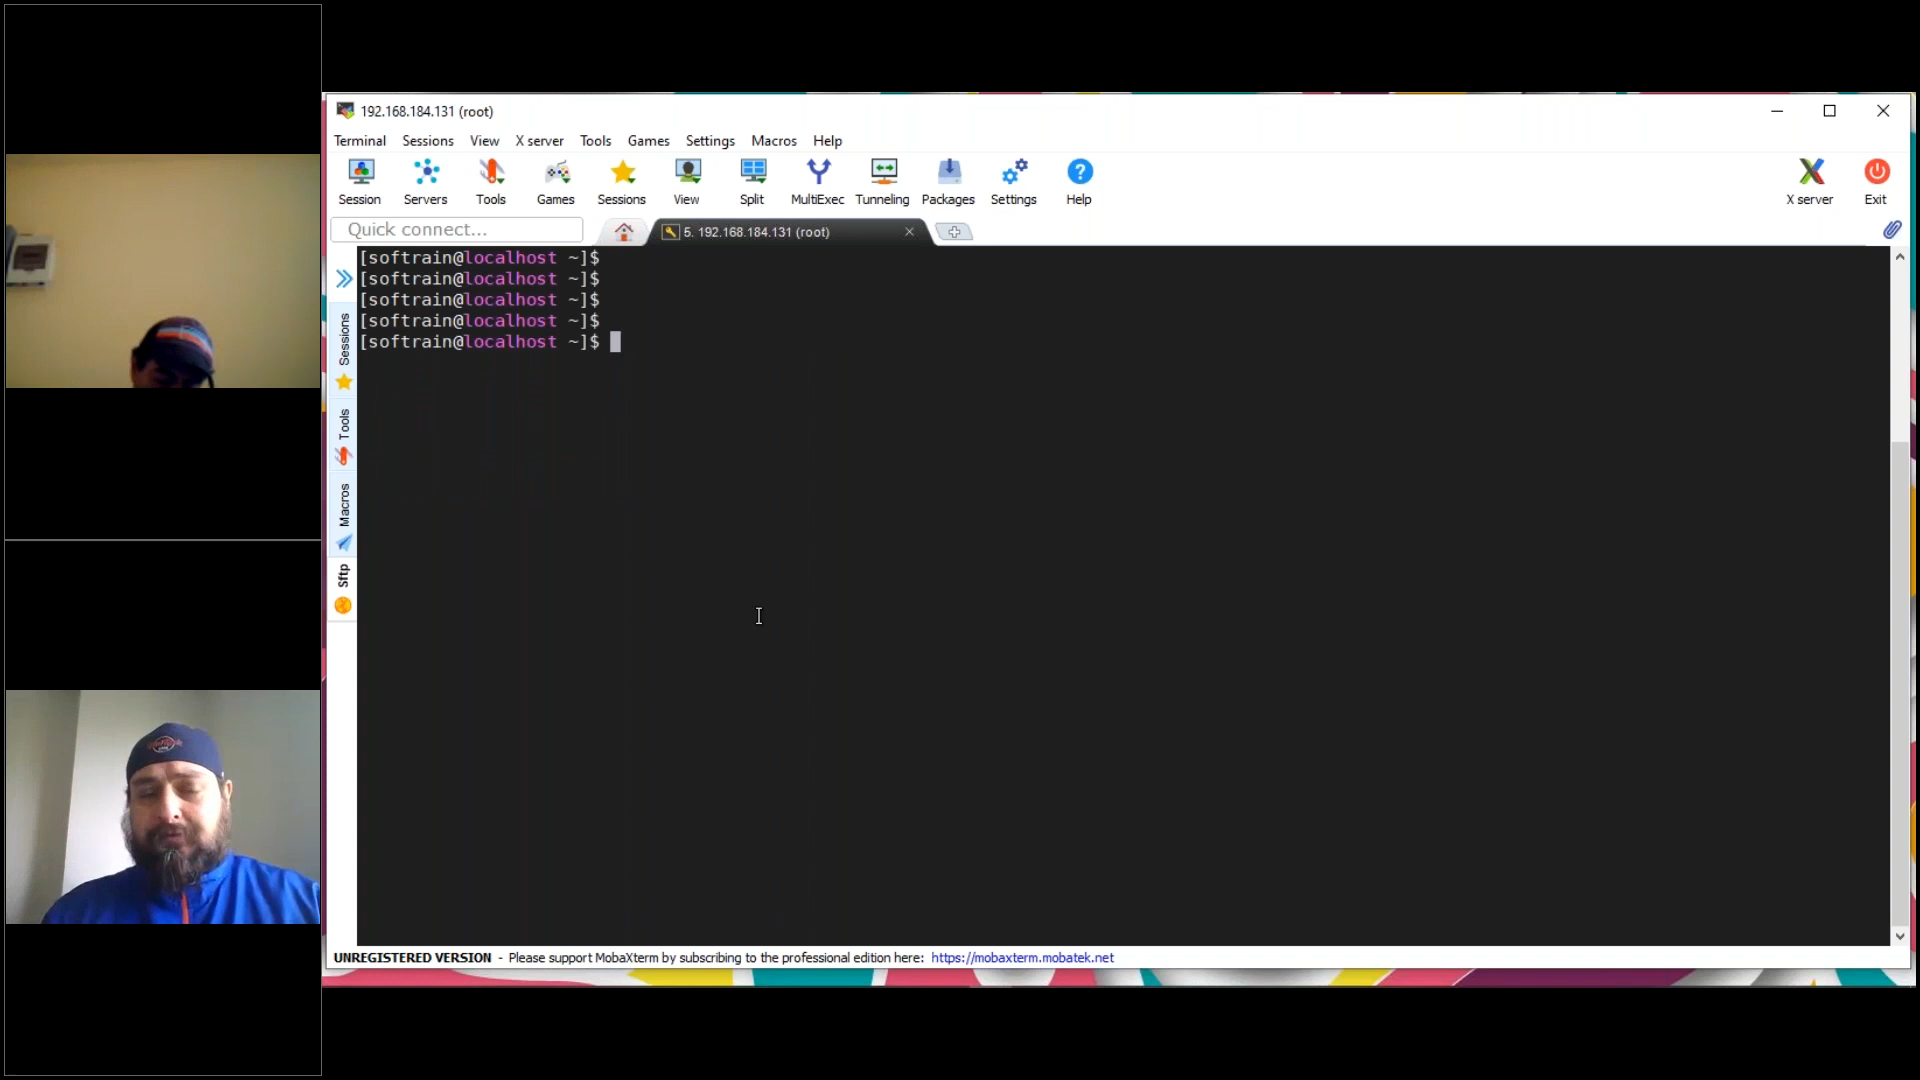 192.168.184.131 (root)
Terminal Sessions View X server Tools Games Settings Macros Help
Session Servers Tools Games Sessions View Split MultiExec Tunneling Packages Settings Help X server Exit
Quick connect... 5. 192.168.184.131 (root)
[softrain@localhost ~]$
[softrain@localhost ~]$
[softrain@localhost ~]$
[softrain@localhost ~]$
[softrain@localhost ~]$
Sessions
Tools
Macros
Sftp
UNREGISTERED VERSION - Please support MobaXterm by subscribing to the professional edition here: https://mobaxterm.mobatek.net